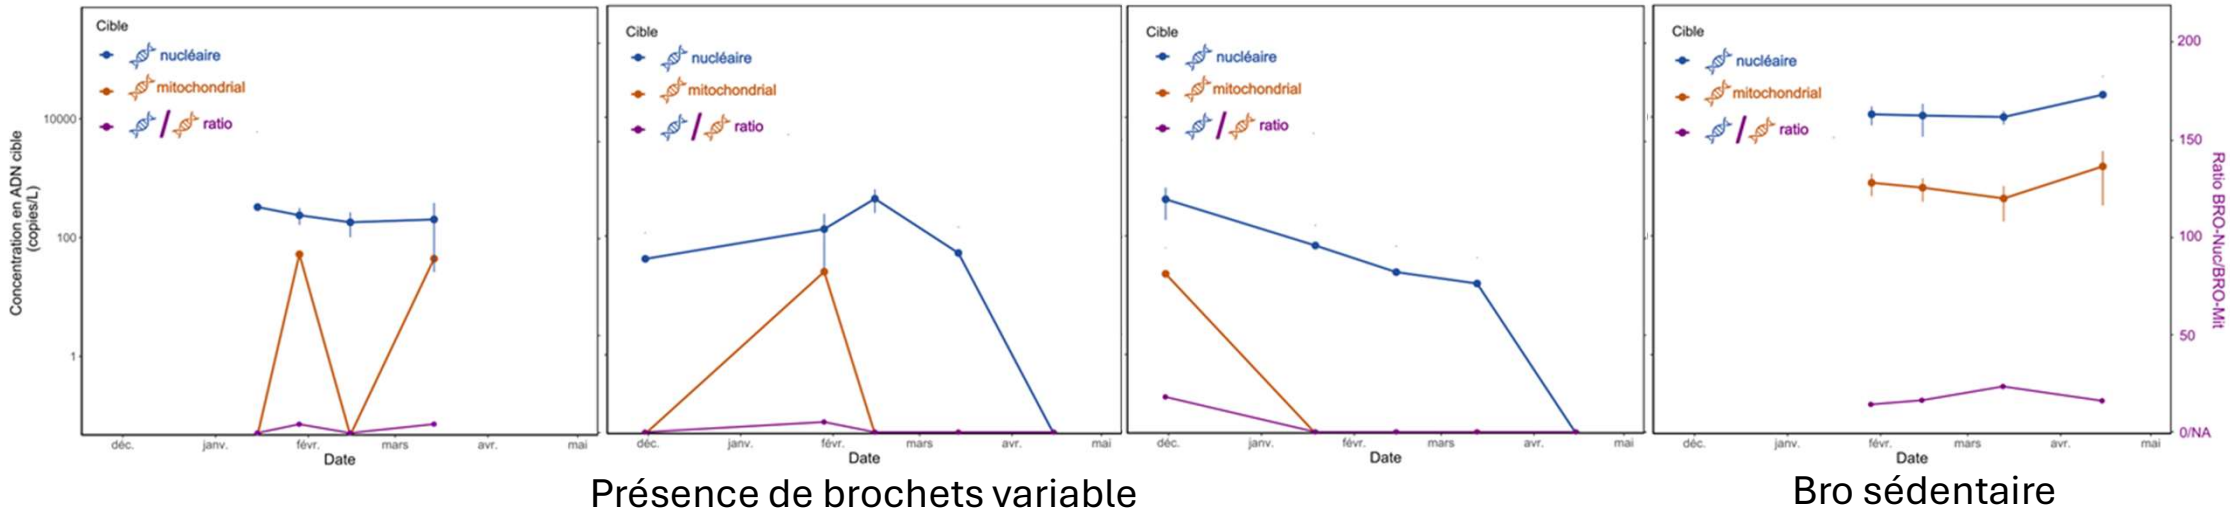 Concentration en ADN cible
(copies/L)
10000
100
1
Cible
nucléaire
mitochondrial
/ ratio
déc. janv. févr. mars avr. mai
Date
Cible
nucléaire
mitochondrial
/ ratio
déc. janv. févr. mars avr. mai
Date
Cible
nucléaire
mitochondrial
/ ratio
déc. janv. févr. mars avr. mai
Date
Cible
nucléaire
mitochondrial
/ ratio
déc. janv. févr. mars avr. mai
Date
200
150
100
50
0/NA
Ratio BRO-Nuc/BRO-Mit
Présence de brochets variable
Bro sédentaire